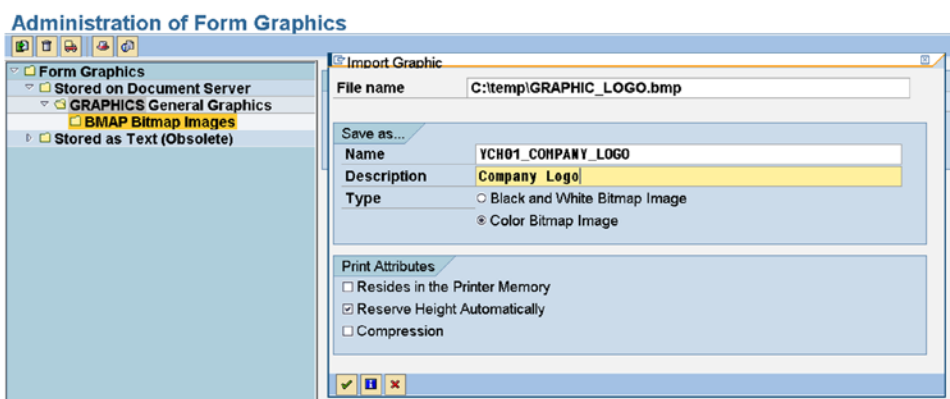 Administration of Form Graphics
Form Graphics
Stored on Document Server
GRAPHICS General Graphics
BMAP Bitmap Images
Stored as Text (Obsolete)
Import Graphic
File name C:\temp\GRAPHIC_LOGO.bmp
Save as...
Name YCH01_COMPANY_LOGO
Description Company Logo
Type Black and White Bitmap Image
Color Bitmap Image
Print Attributes
Resides in the Printer Memory
Reserve Height Automatically
Compression